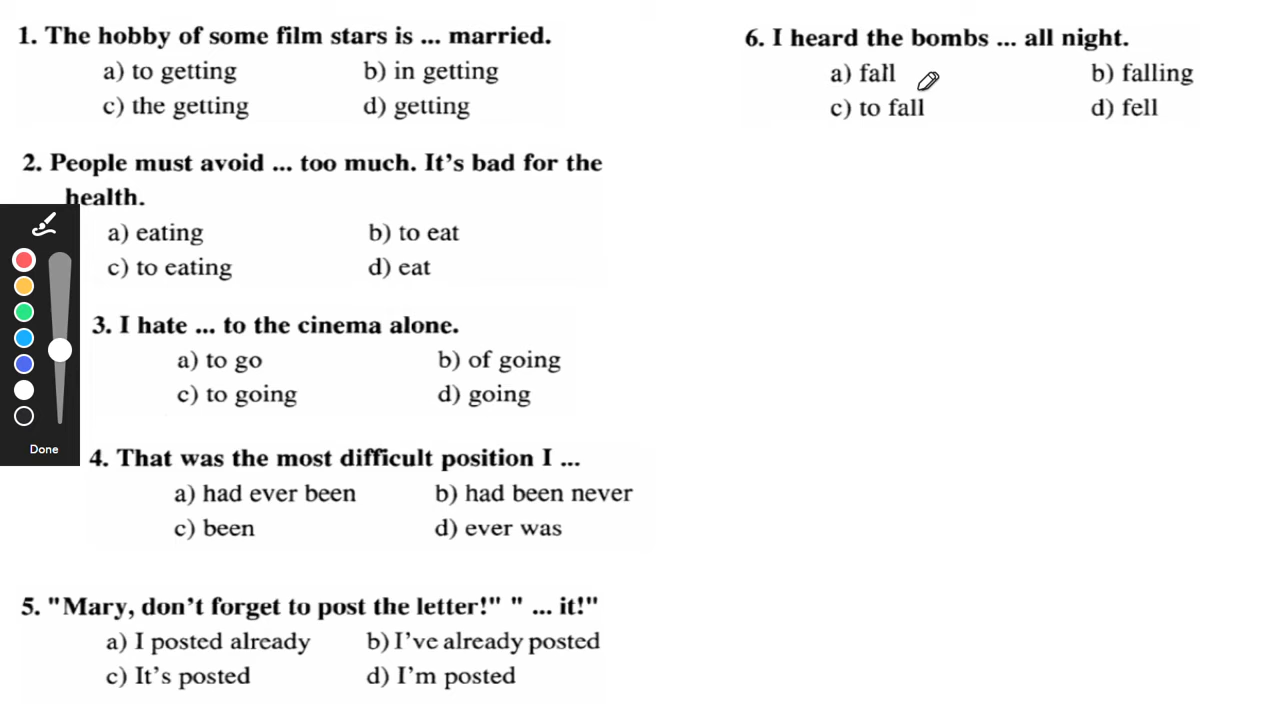 1. The hobby of some film stars is ... married.
a) to getting b) in getting
c) the getting d) getting
2. People must avoid ... too much. It's bad for the
health.
a) eating b) to eat
c) to eating d) eat
3. I hate ... to the cinema alone.
a) to go b) of going
c) to going d) going
4. That was the most difficult position I ...
a) had ever been b) had been never
c) been d) ever was
5. "Mary, don't forget to post the letter!" " ... it!"
a) I posted already b) I've already posted
c) It's posted d) I'm posted
6. I heard the bombs ... all night.
a) fall b) falling
c) to fall d) fell
Done